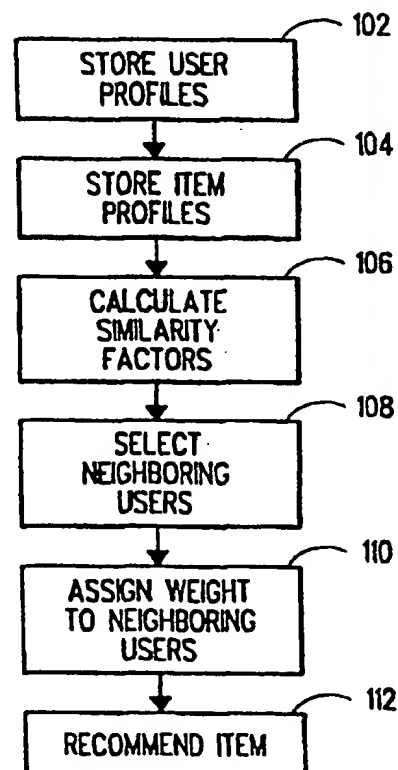 102
STORE USER
PROFILES
104
STORE ITEM
PROFILES
106
CALCULATE
SIMILARITY
FACTORS
108
SELECT
NEIGHBORING
USERS
110
ASSIGN WEIGHT
TO NEIGHBORING
USERS
112
RECOMMEND ITEM